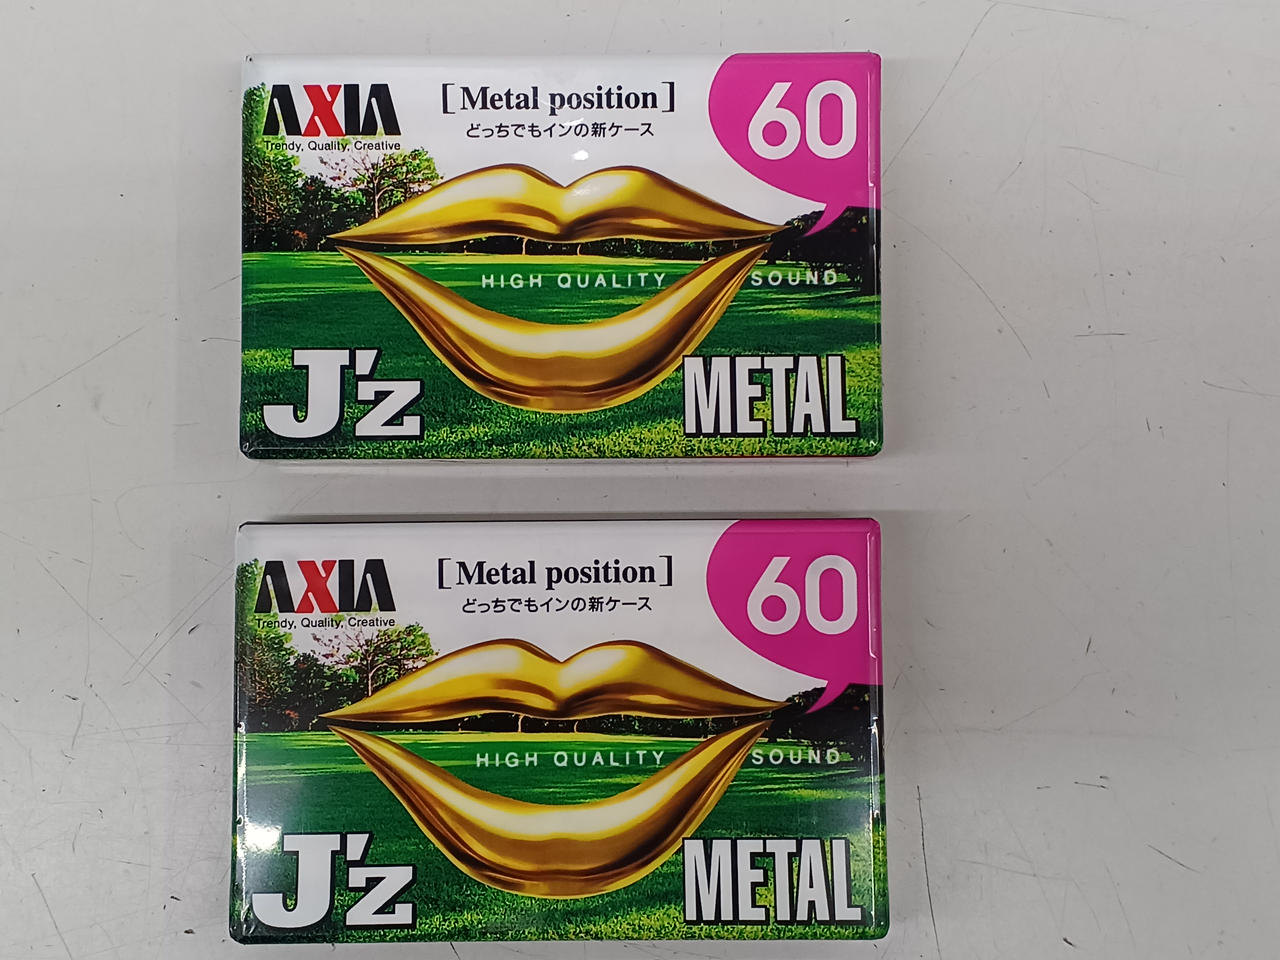 AXIA
Trendy, Quality, Creative
[Metal position]
どっちでもインの新ケース
60
HIGH QUALITY SOUND
J'z
METAL
AXIA
Trendy, Quality, Creative
[Metal position]
どっちでもインの新ケース
60
HIGH QUALITY SOUND
J'z
METAL